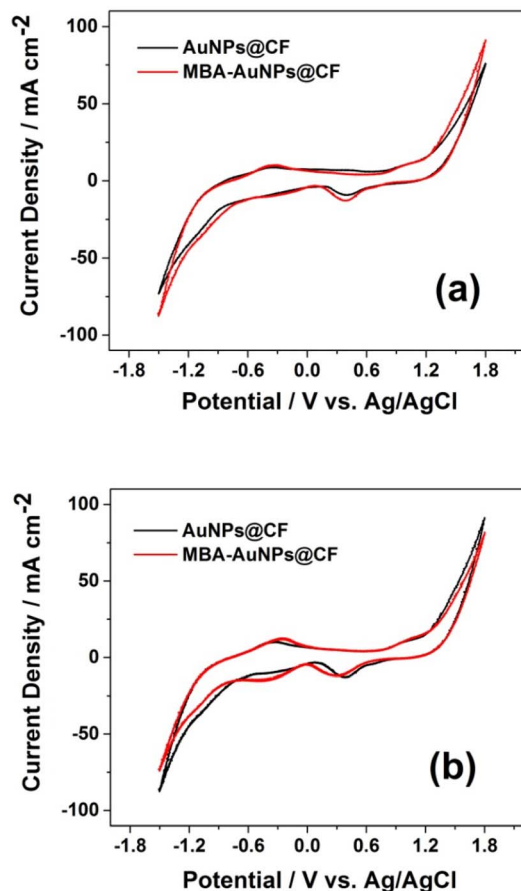 100
50
0
-50
-100
Current Density / mA cm-2
AuNPs@CF
MBA-AuNPs@CF
(a)
-1.8 -1.2 -0.6 0.0 0.6 1.2 1.8
Potential / V vs. Ag/AgCl
100
50
0
-50
-100
Current Density / mA cm-2
AuNPs@CF
MBA-AuNPs@CF
(b)
-1.8 -1.2 -0.6 0.0 0.6 1.2 1.8
Potential / V vs. Ag/AgCl